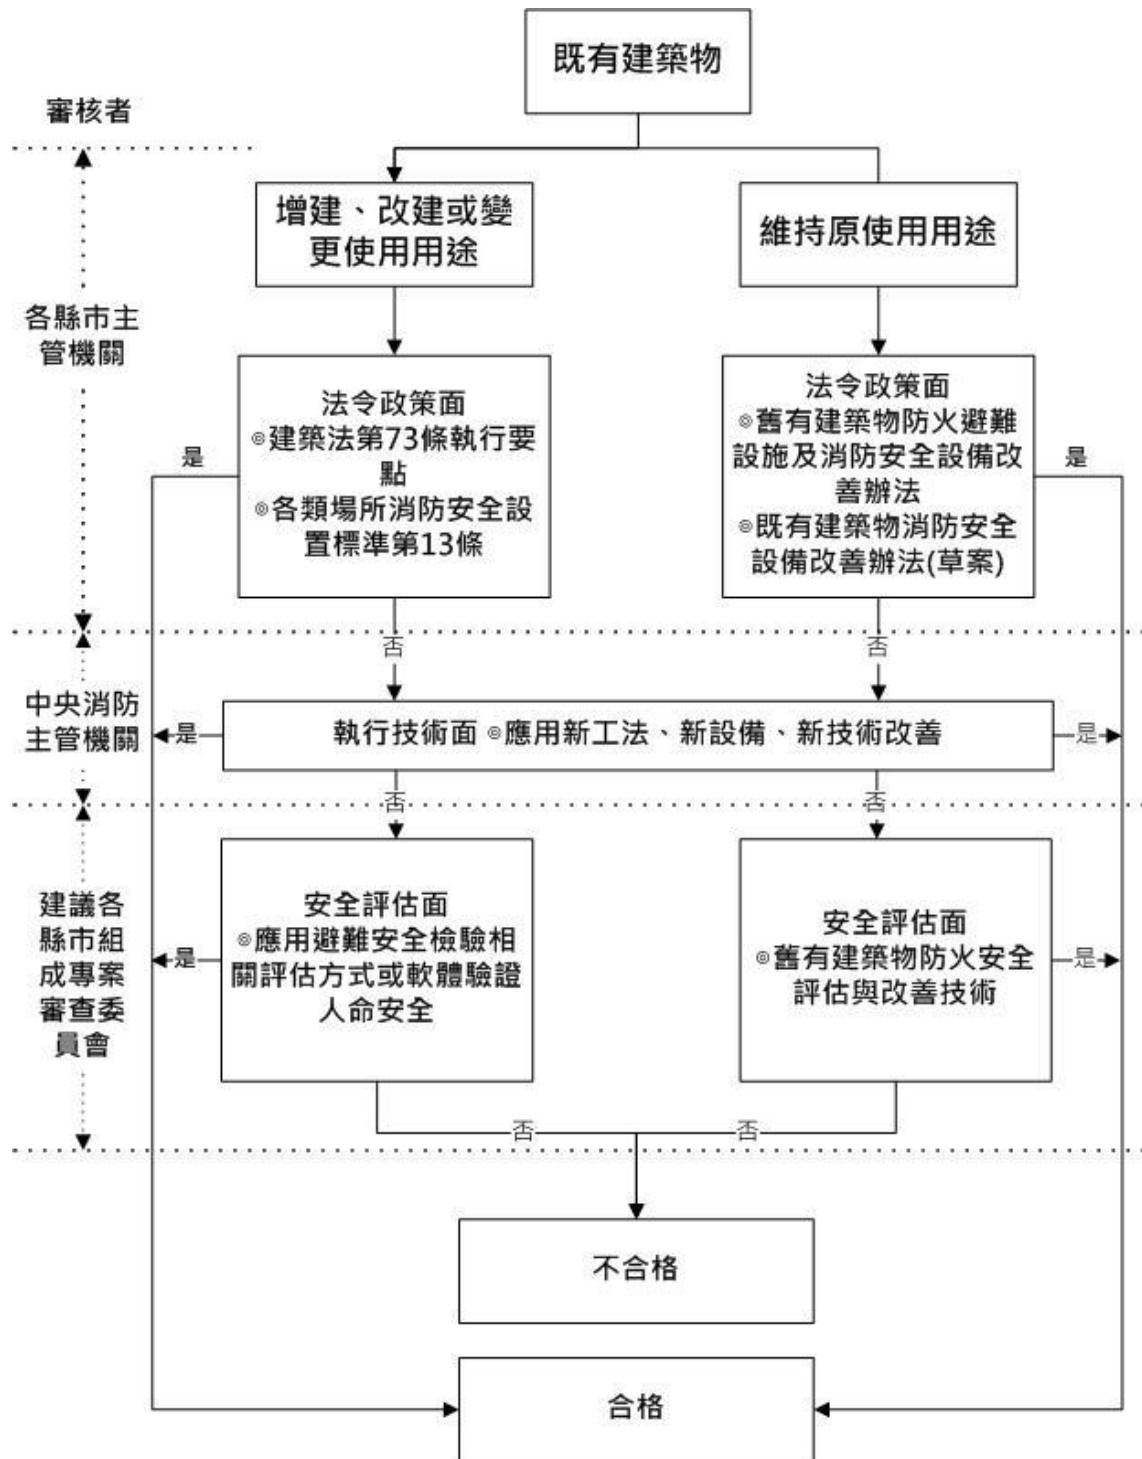 既有建築物
審核者
增建、改建或變
更使用用途
維持原使用用途
各縣市主
管機關
法令政策面
◎建築法第73條執行要
點
◎各類場所消防安全設
置標準第13條
法令政策面
◎舊有建築物防火避難
設施及消防安全設備改
善辦法
◎既有建築物消防安全
設備改善辦法(草案)
是
是
否
否
中央消防
主管機關
是
執行技術面 ◎應用新工法、新設備、新技術改善
是
否
否
建議各
縣市組
成專案
審查委
員會
是
安全評估面
◎應用避難安全檢驗相
關評估方式或軟體驗證
人命安全
安全評估面
◎舊有建築物防火安全
評估與改善技術
是
否
否
不合格
合格